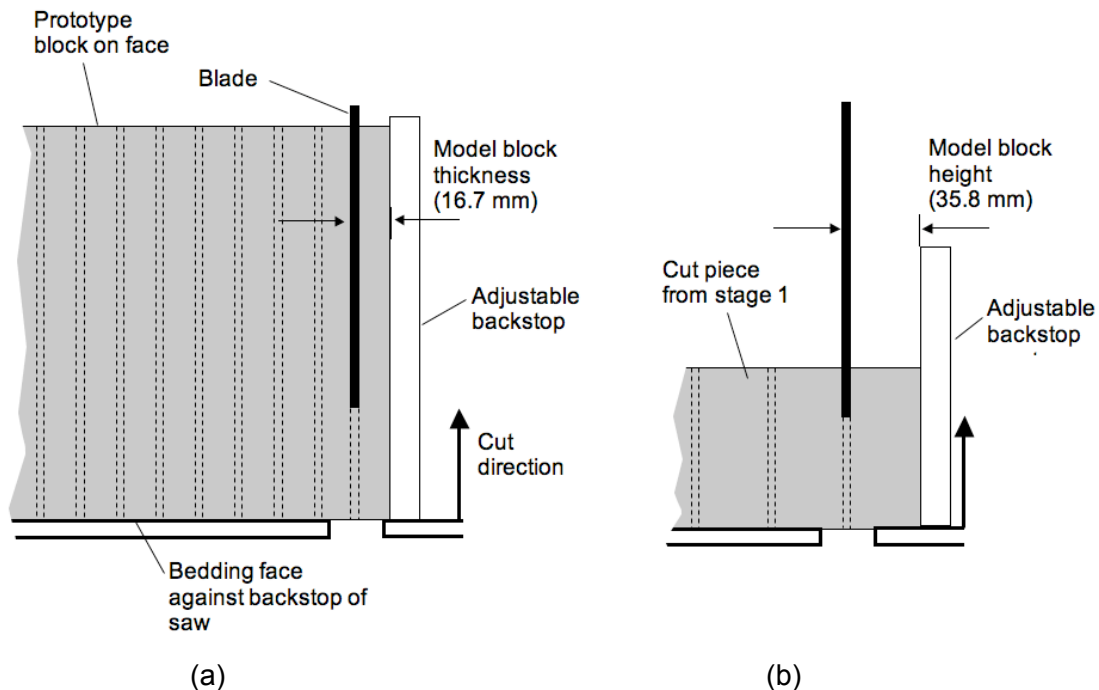 Prototype
block on face
Blade
Model block
thickness
(16.7 mm)
Adjustable
backstop
Cut
direction
Bedding face
against backstop of
saw
(a)
Model block
height
(35.8 mm)
Cut piece
from stage 1
Adjustable
backstop
(b)